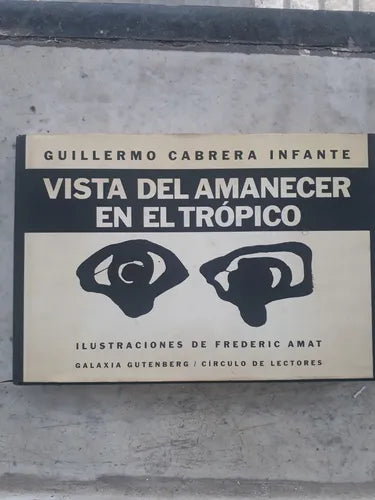 GUILLERMO CABRERA INFANTE
VISTA DEL AMANECER
EN EL TRÓPICO
ILUSTRACIONES DE FREDERIC AMAT
GALAXIA GUTENBERG / CÍRCULO DE LECTORES